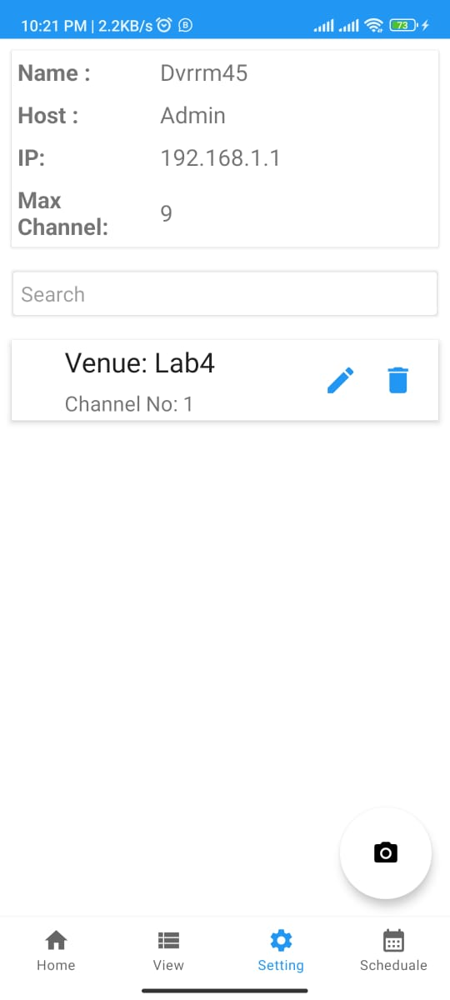 10:21 PM | 2.2KB/s
73
Name : Dvrrm45
Host : Admin
IP: 192.168.1.1
Max
Channel: 9
Search
Venue: Lab4
Channel No: 1
Home View Setting Scheduale